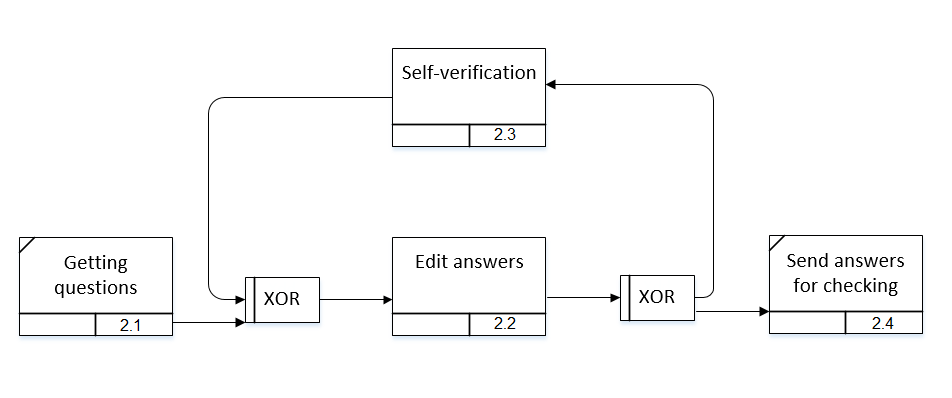 Self-verification
2.3
Getting
questions
2.1
XOR
Edit answers
2.2
XOR
Send answers
for checking
2.4